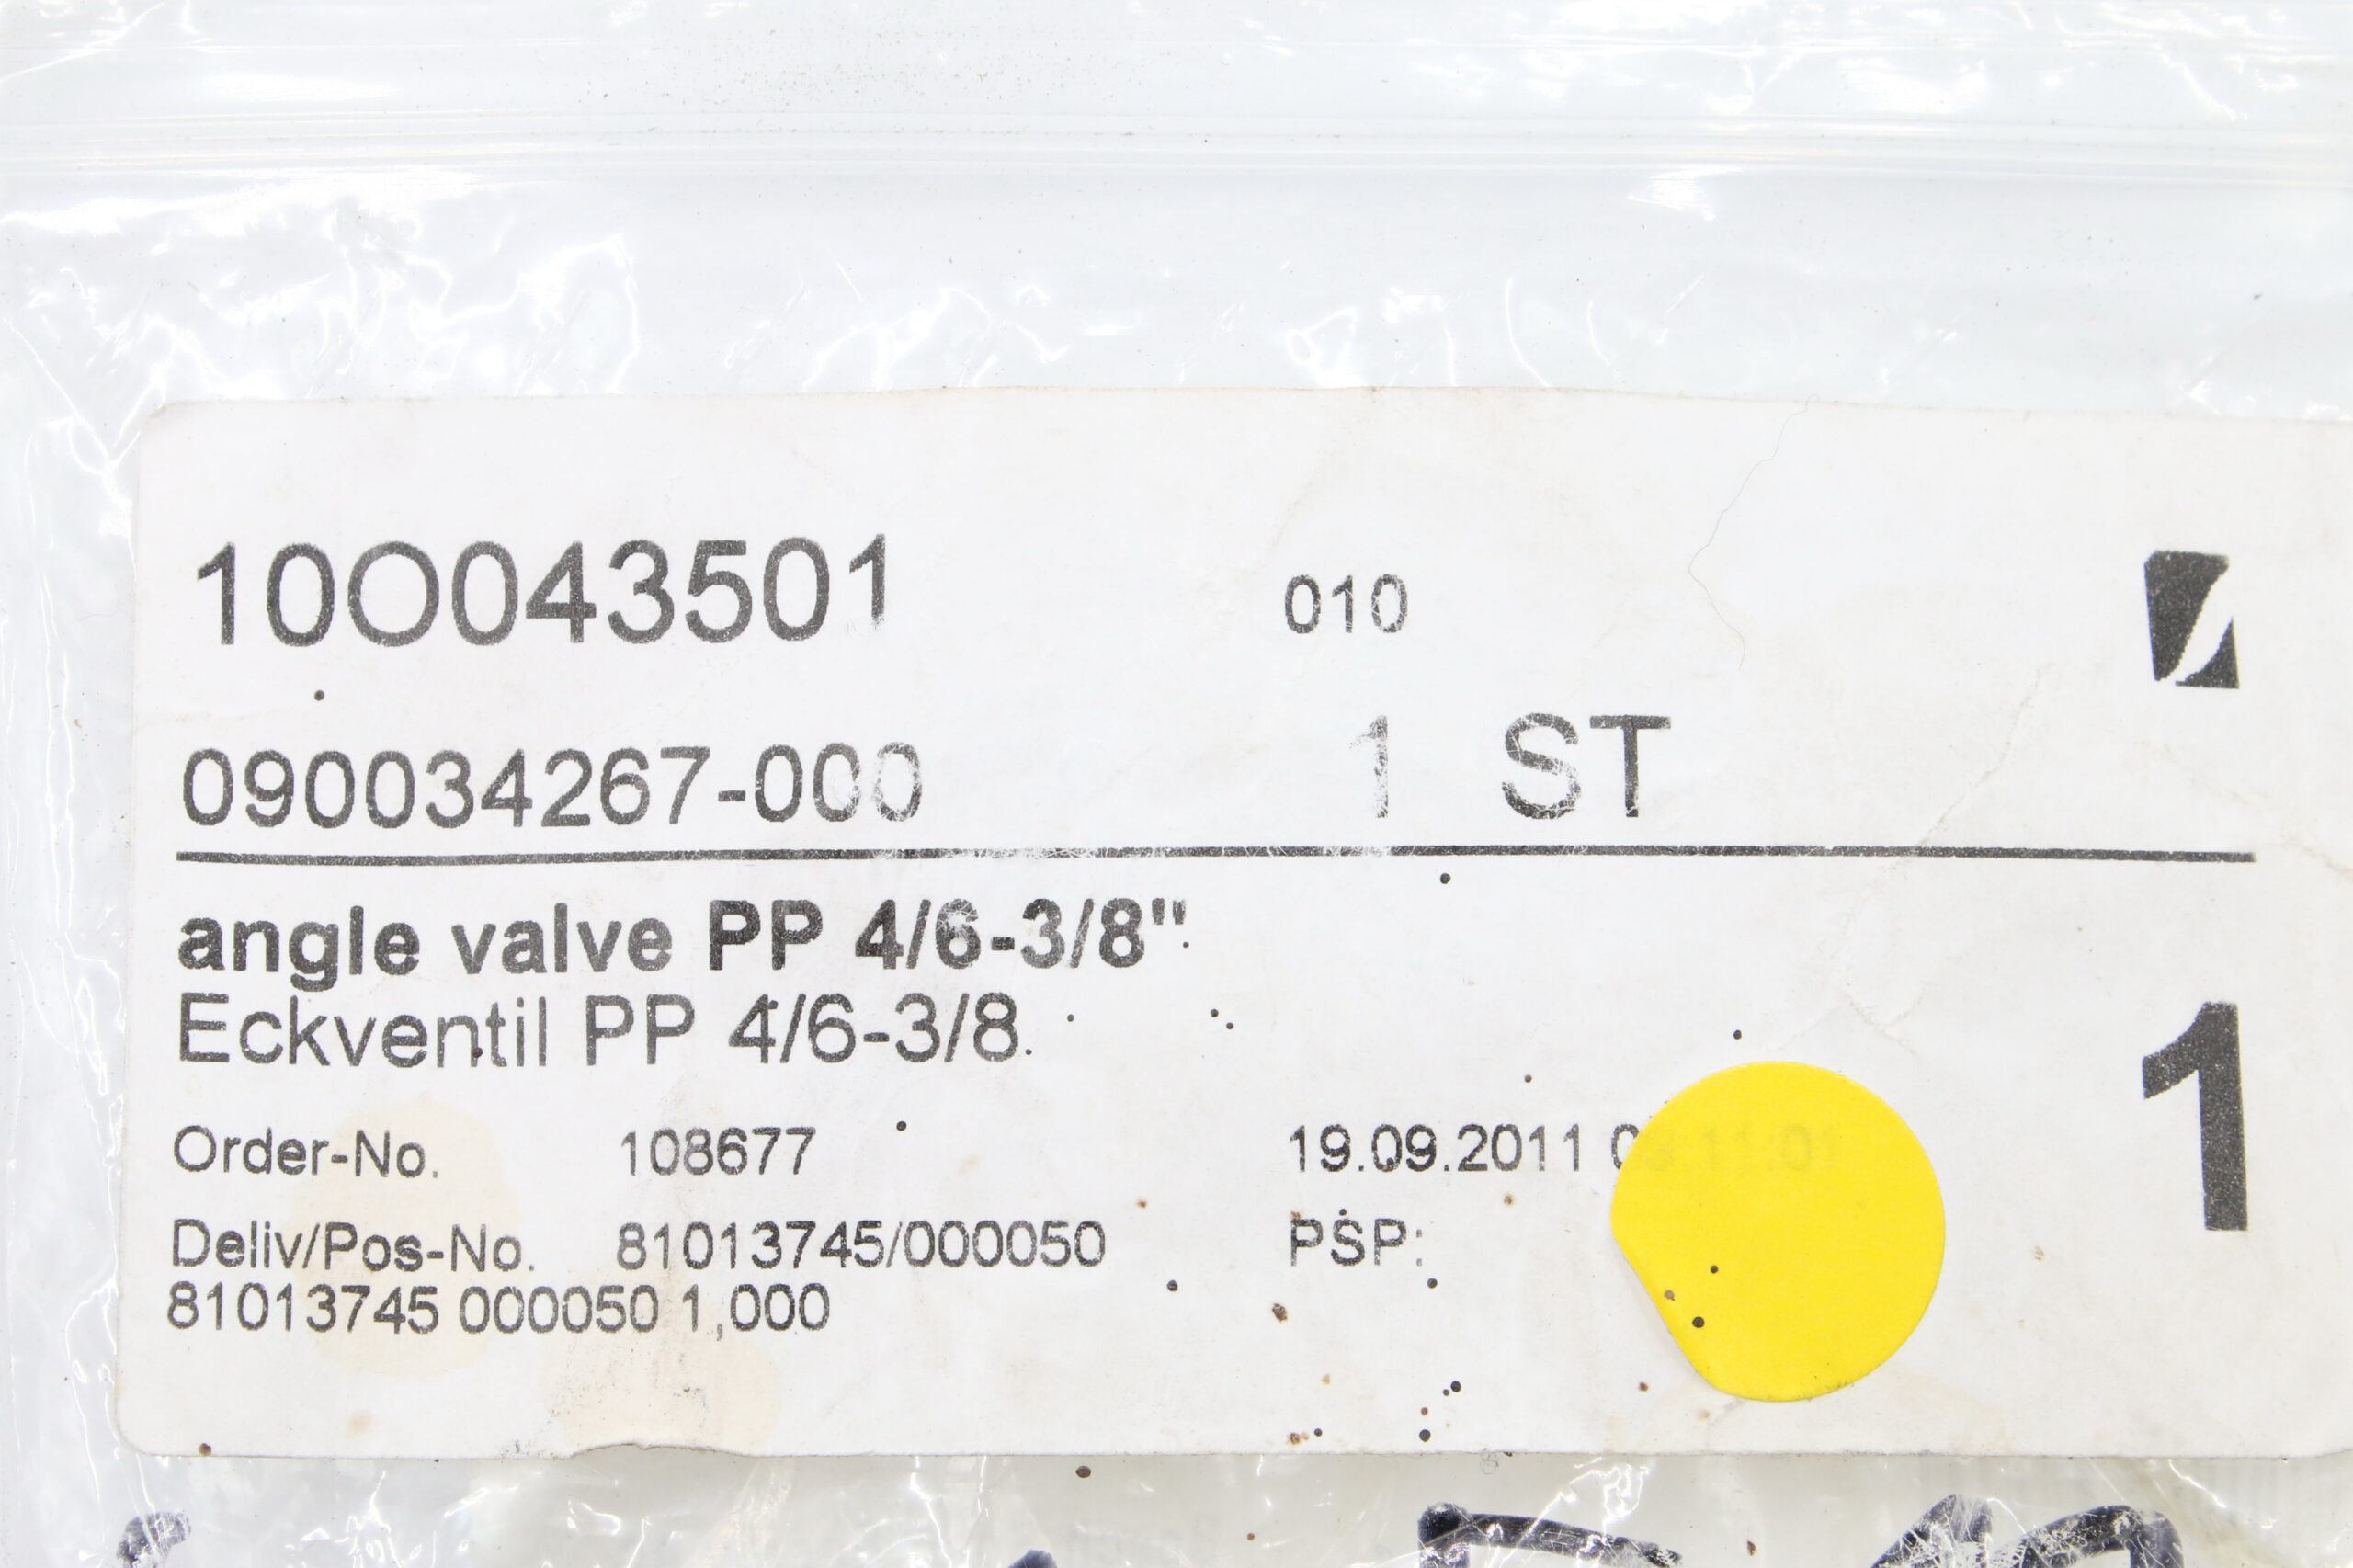 10O043501 010
090034267-000 1 ST
angle valve PP 4/6-3/8"
Eckventil PP 4/6-3/8
1
Order-No. 108677 19.09.2011
Deliv/Pos-No. 81013745/000050 PSP:
81013745 000050 1,000